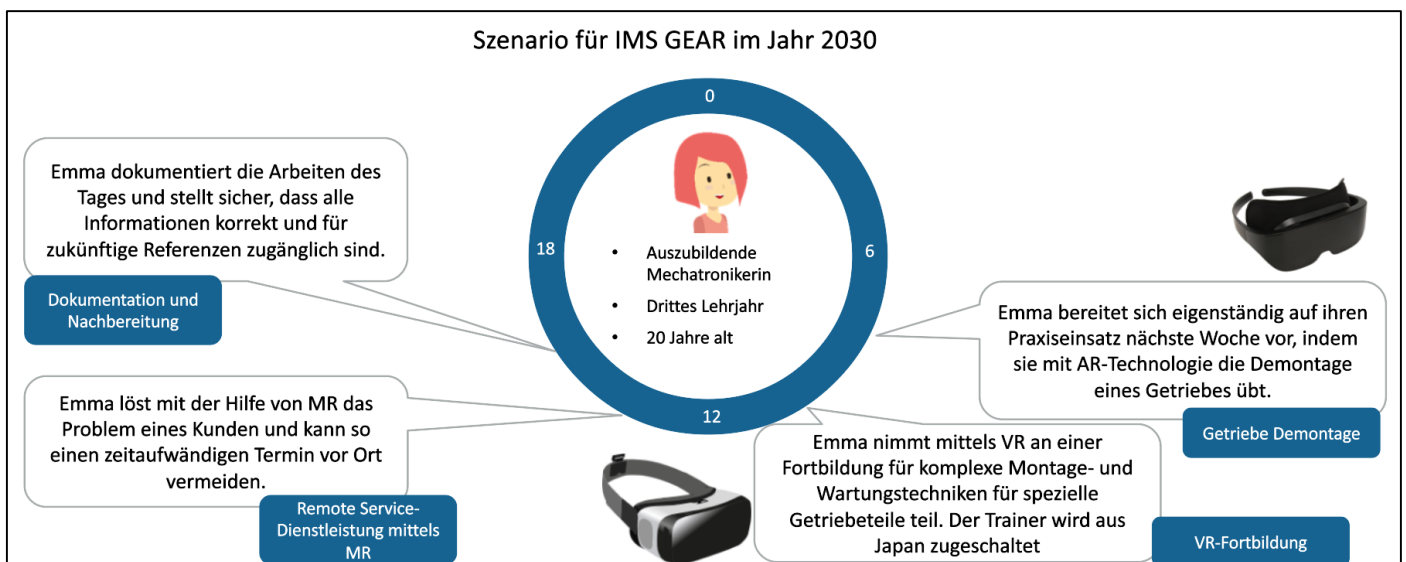 Szenario für IMS GEAR im Jahr 2030
0
6
12
18
• Auszubildende
Mechatronikerin
• Drittes Lehrjahr
• 20 Jahre alt
Emma bereitet sich eigenständig auf ihren
Praxiseinsatz nächste Woche vor, indem
sie mit AR-Technologie die Demontage
eines Getriebes übt.
Getriebe Demontage
Emma nimmt mittels VR an einer
Fortbildung für komplexe Montage- und
Wartungstechniken für spezielle
Getriebeteile teil. Der Trainer wird aus
Japan zugeschaltet
VR-Fortbildung
Emma löst mit der Hilfe von MR das
Problem eines Kunden und kann so
einen zeitaufwändigen Termin vor Ort
vermeiden.
Remote Service-
Dienstleistung mittels
MR
Emma dokumentiert die Arbeiten des
Tages und stellt sicher, dass alle
Informationen korrekt und für
zukünftige Referenzen zugänglich sind.
Dokumentation und
Nachbereitung